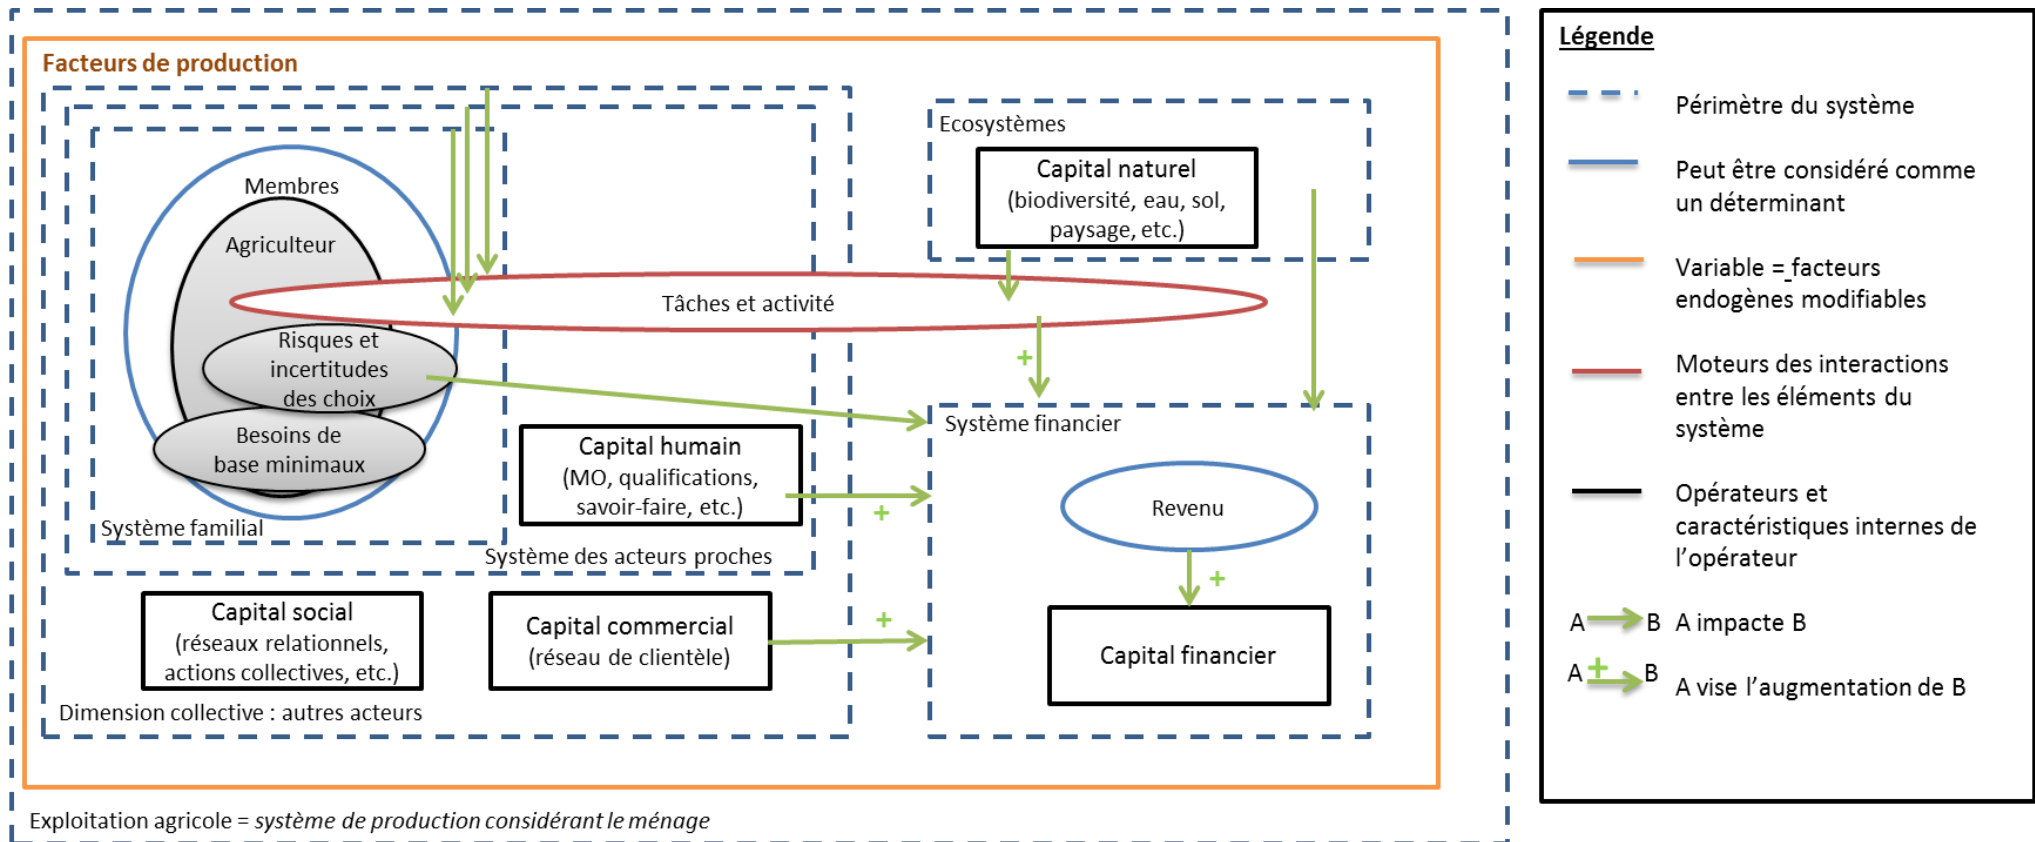 Facteurs de production
Membres
Agriculteur
Risques et
incertitudes
des choix
Besoins de
base minimaux
Système familial
Tâches et activité
Ecosystèmes
Capital naturel
(biodiversité, eau, sol,
paysage, etc.)
Capital humain
(MO, qualifications,
savoir-faire, etc.)
+
Système des acteurs proches
Capital social
(réseaux relationnels,
actions collectives, etc.)
Capital commercial
(réseau de clientèle)
+
Dimension collective : autres acteurs
+
Système financier
Revenu
+
Capital financier
Exploitation agricole = système de production considérant le ménage
Légende
Périmètre du système
Peut être considéré comme
un déterminant
Variable = facteurs
endogènes modifiables
Moteurs des interactions
entre les éléments du
système
Opérateurs et
caractéristiques internes de
l'opérateur
A B A impacte B
A + B A vise l'augmentation de B